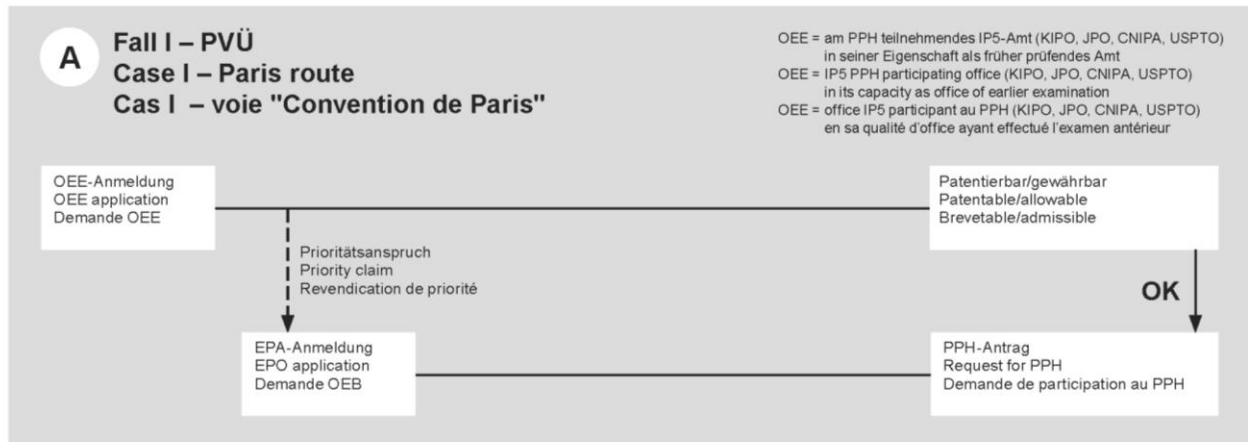 A
Fall I – PVÜ
Case I – Paris route
Cas I – voie "Convention de Paris"
OEE = am PPH teilnehmendes IP5-Amt (KIPO, JPO, CNIPA, USPTO)
in seiner Eigenschaft als früher prüfendes Amt
OEE = IP5 PPH participating office (KIPO, JPO, CNIPA, USPTO)
in its capacity as office of earlier examination
OEE = office IP5 participant au PPH (KIPO, JPO, CNIPA, USPTO)
en sa qualité d'office ayant effectué l'examen antérieur
OEE-Anmeldung
OEE application
Demande OEE
Patentierbar/gewährbar
Patentable/allowable
Brevetable/admissible
Prioritätsanspruch
Priority claim
Revendication de priorité
OK
EPA-Anmeldung
EPO application
Demande OEB
PPH-Antrag
Request for PPH
Demande de participation au PPH